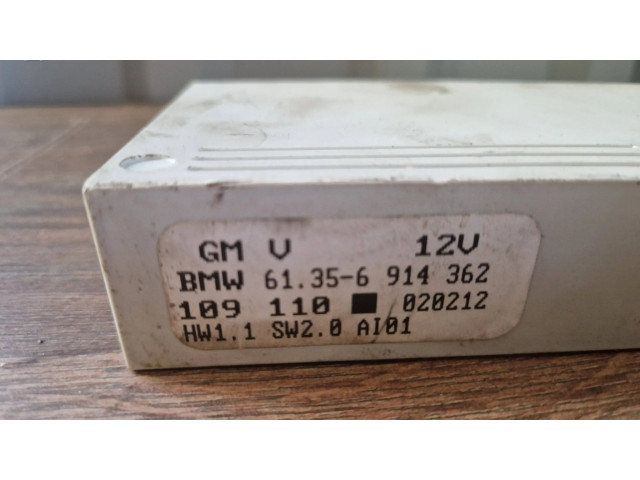 GM V 12V
BMW 61.35-6 914 362
109 110 ■ 020212
HW1.1 SW2.0 AI01